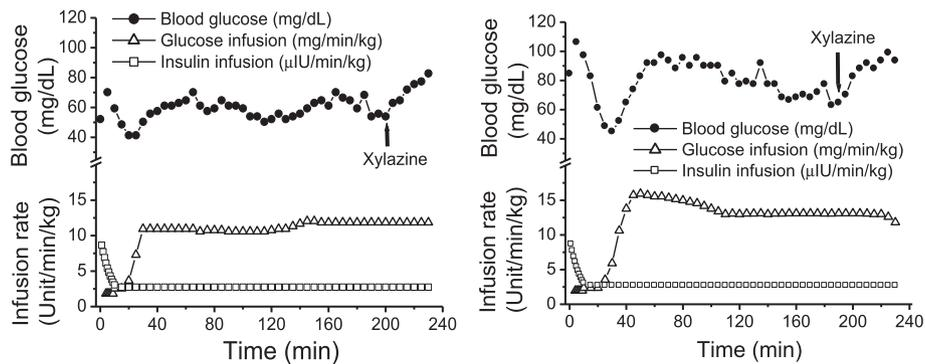 Blood glucose (mg/dL)
Glucose infusion (mg/min/kg)
Insulin infusion (μIU/min/kg)
120
100
80
60
40
15
10
5
0
Blood glucose
(mg/dL)
Infusion rate
(Unit/min/kg)
Xylazine
0 40 80 120 160 200 240
Time (min)
120
100
80
60
40
15
10
5
0
Blood glucose
(mg/dL)
Infusion rate
(Unit/min/kg)
Xylazine
Blood glucose (mg/dL)
Glucose infusion (mg/min/kg)
Insulin infusion (μIU/min/kg)
0 40 80 120 160 200 240
Time (min)